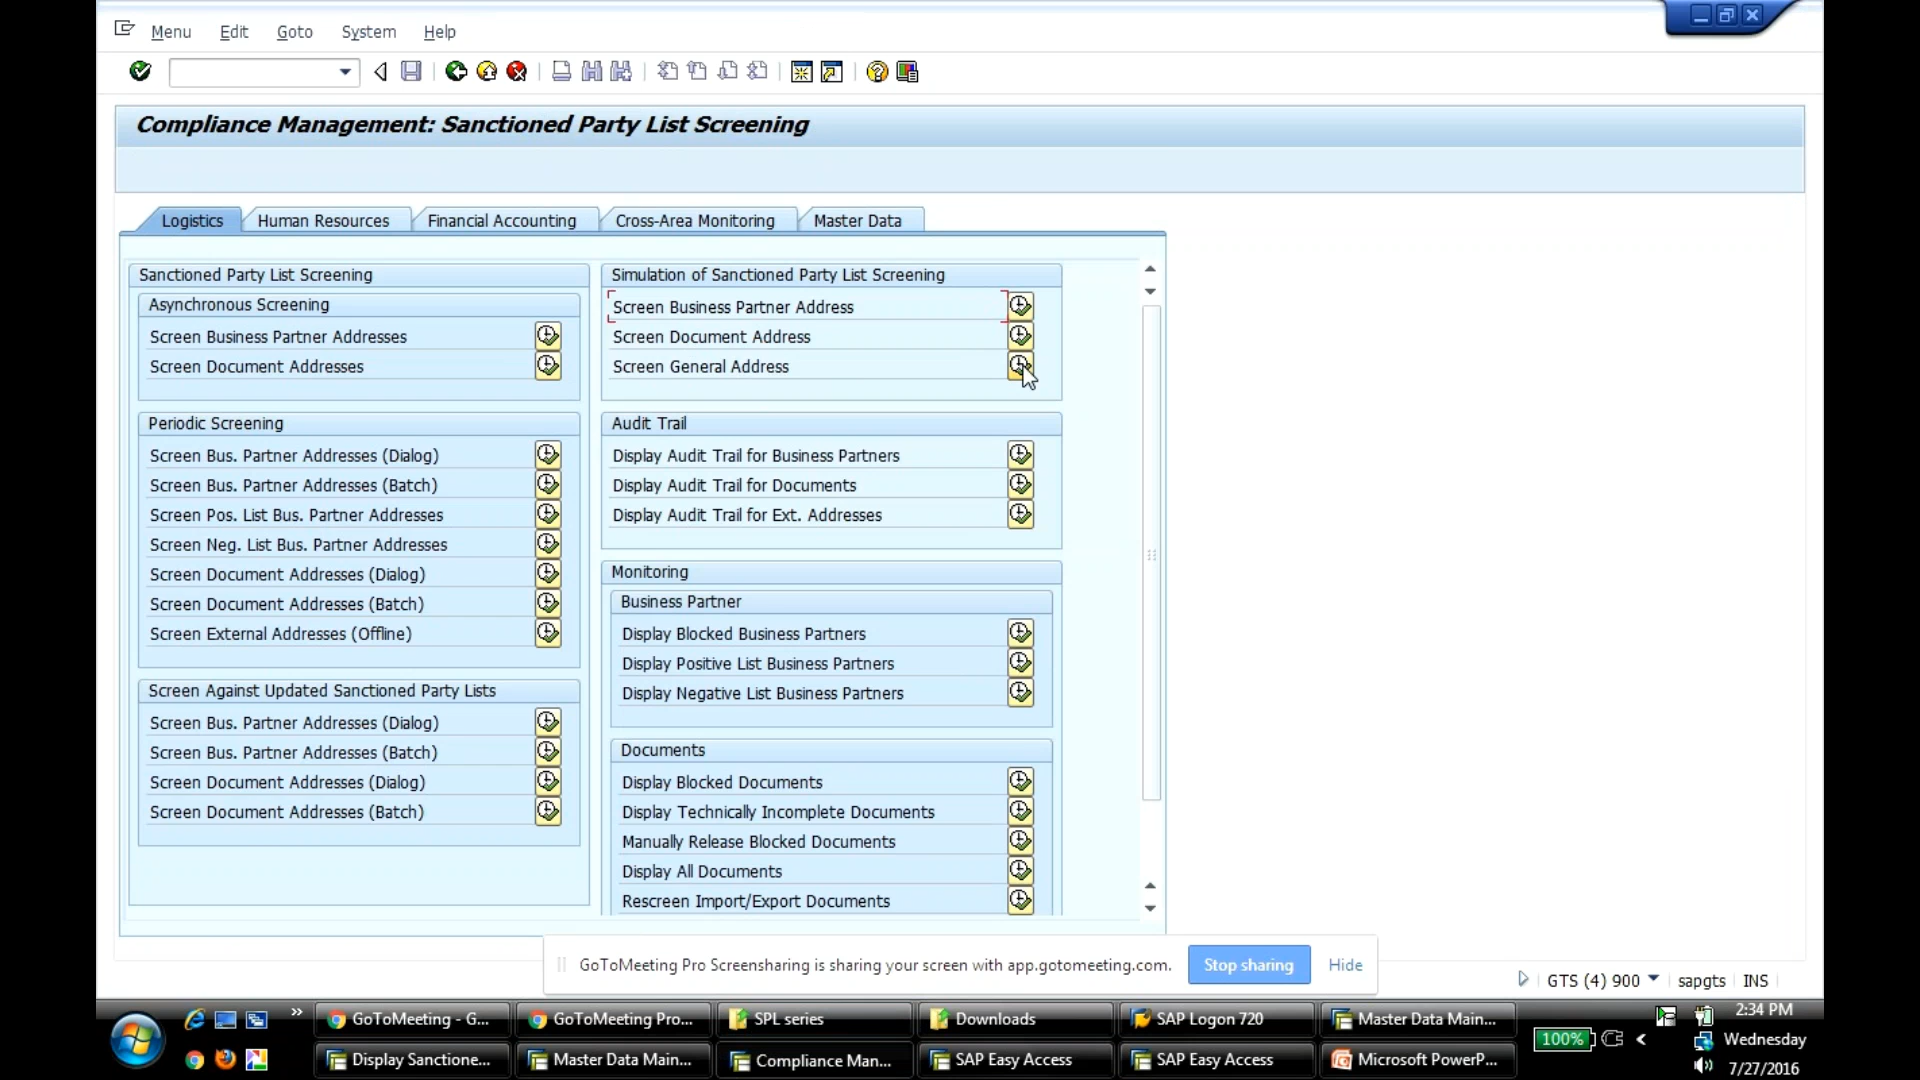 Menu Edit Goto System Help
Compliance Management: Sanctioned Party List Screening
Logistics Human Resources Financial Accounting Cross-Area Monitoring Master Data
Sanctioned Party List Screening
Asynchronous Screening
Screen Business Partner Addresses
Screen Document Addresses
Periodic Screening
Screen Bus. Partner Addresses (Dialog)
Screen Bus. Partner Addresses (Batch)
Screen Pos. List Bus. Partner Addresses
Screen Neg. List Bus. Partner Addresses
Screen Document Addresses (Dialog)
Screen Document Addresses (Batch)
Screen External Addresses (Offline)
Screen Against Updated Sanctioned Party Lists
Screen Bus. Partner Addresses (Dialog)
Screen Bus. Partner Addresses (Batch)
Screen Document Addresses (Dialog)
Screen Document Addresses (Batch)
Simulation of Sanctioned Party List Screening
Screen Business Partner Address
Screen Document Address
Screen General Address
Audit Trail
Display Audit Trail for Business Partners
Display Audit Trail for Documents
Display Audit Trail for Ext. Addresses
Monitoring
Business Partner
Display Blocked Business Partners
Display Positive List Business Partners
Display Negative List Business Partners
Documents
Display Blocked Documents
Display Technically Incomplete Documents
Manually Release Blocked Documents
Display All Documents
Rescreen Import/Export Documents
GoToMeeting Pro Screensharing is sharing your screen with app.gotomeeting.com. Stop sharing Hide
GTS (4) 900 sapgts INS
GoToMeeting - G... GoToMeeting Pro... SPL series Downloads SAP Logon 720 Master Data Main...
Display Sanctione... Master Data Main... Compliance Man... SAP Easy Access SAP Easy Access Microsoft PowerP...
100%
2:34 PM
Wednesday
7/27/2016